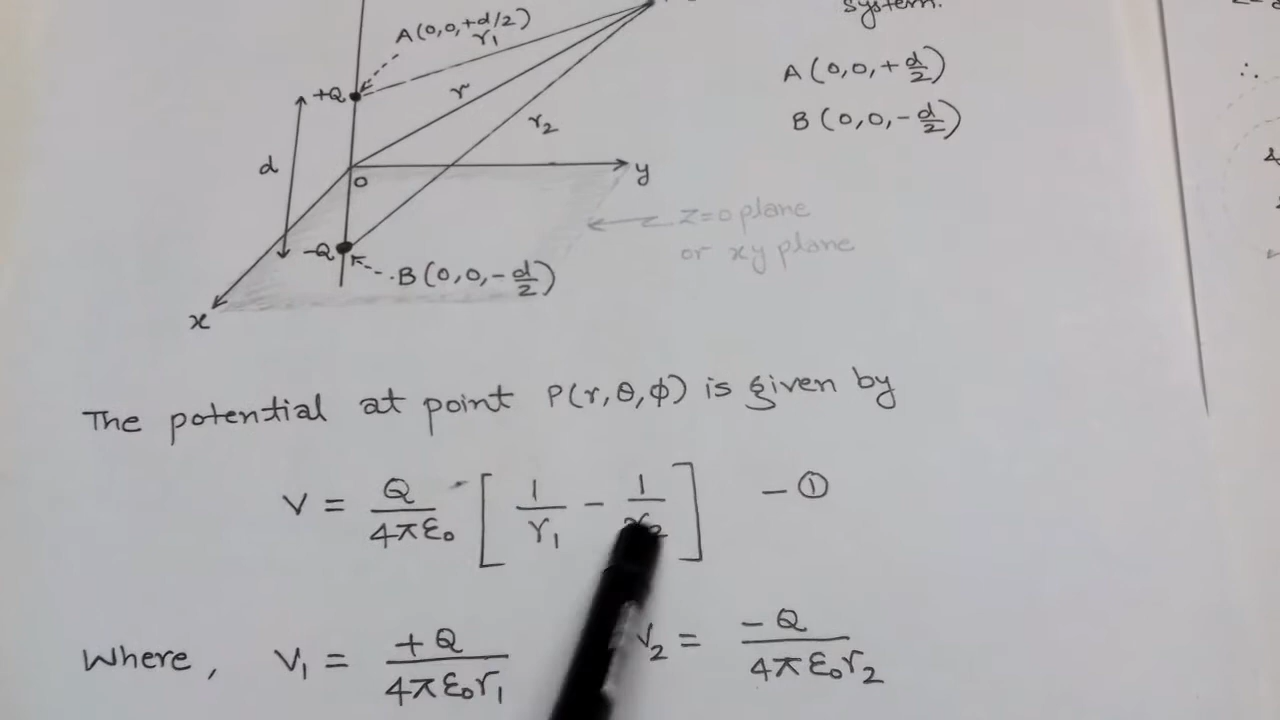 system.
A(0,0,+d/2)
r₁
A(0,0,+d/2)
+Q
r
B(0,0,-d/2)
r₂
d
O
y
z=0 plane
or xy plane
-Q
B(0,0,-d/2)
x
The potential at point P(r,θ,ϕ) is given by
V = Q/4πε₀ [1/r₁ - 1/r₂] - ①
Where, V₁ = +Q/4πε₀r₁ V₂ = -Q/4πε₀r₂